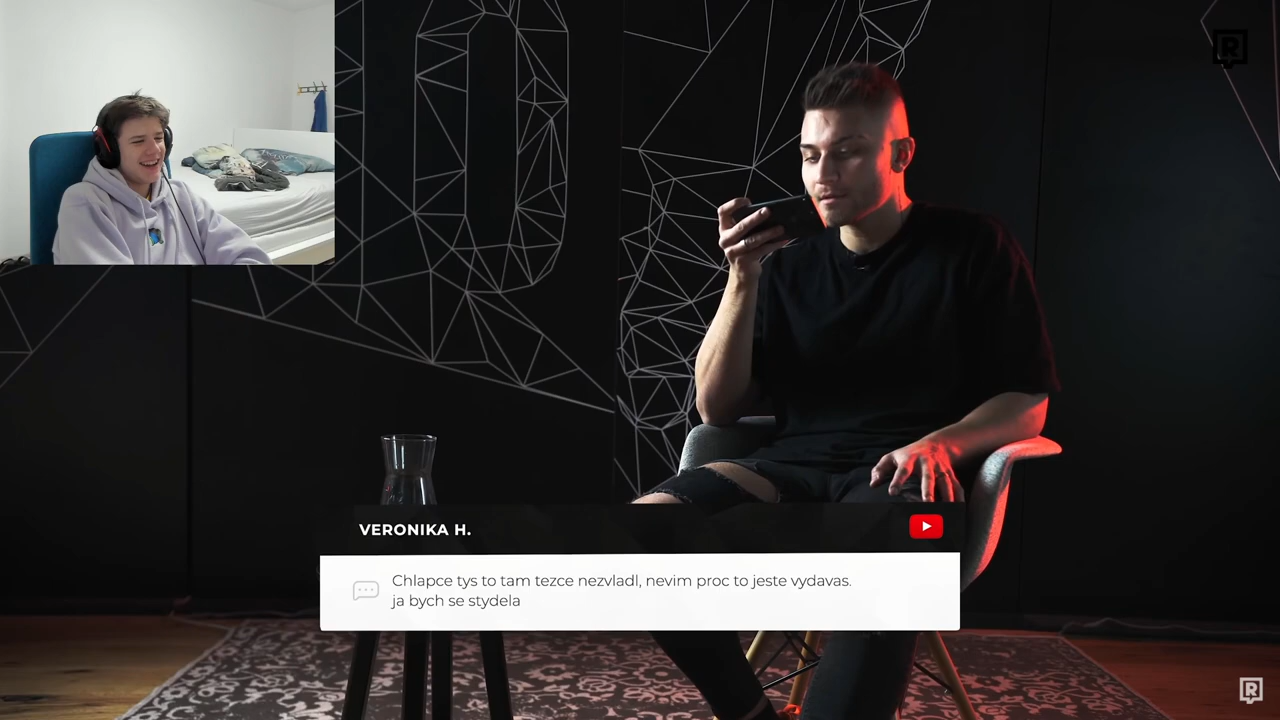 R
VERONIKA H.
Chlapce tys to tam tezce nezvladl, nevim proc to jeste vydavas.
ja bych se stydela
R